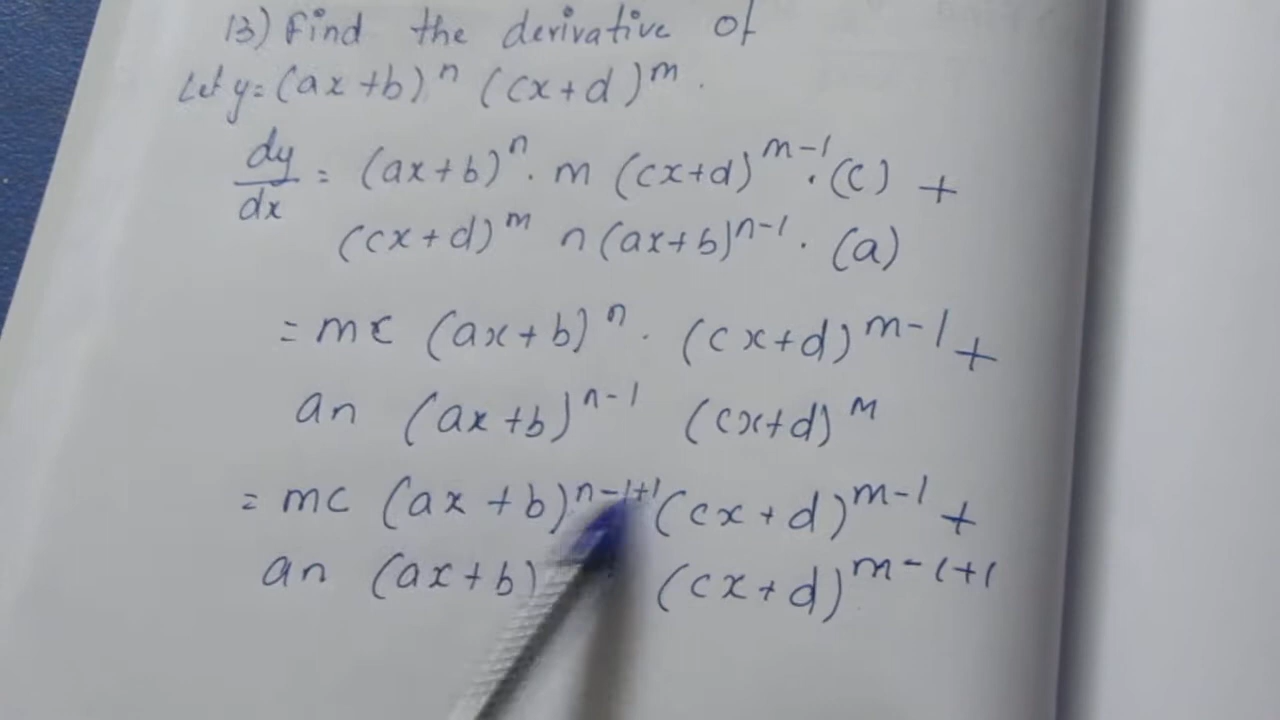 13) Find the derivative of
Let y = (ax+b)ⁿ (cx+d)ᵐ.
dy/dx = (ax+b)ⁿ · m (cx+d)ᵐ⁻¹ · (c) +
(cx+d)ᵐ n(ax+b)ⁿ⁻¹ · (a)
= mc (ax+b)ⁿ · (cx+d)ᵐ⁻¹ +
an (ax+b)ⁿ⁻¹ (cx+d)ᵐ
= mc (ax+b)ⁿ⁻¹⁺¹ (cx+d)ᵐ⁻¹ +
an (ax+b) (cx+d)ᵐ⁻¹⁺¹